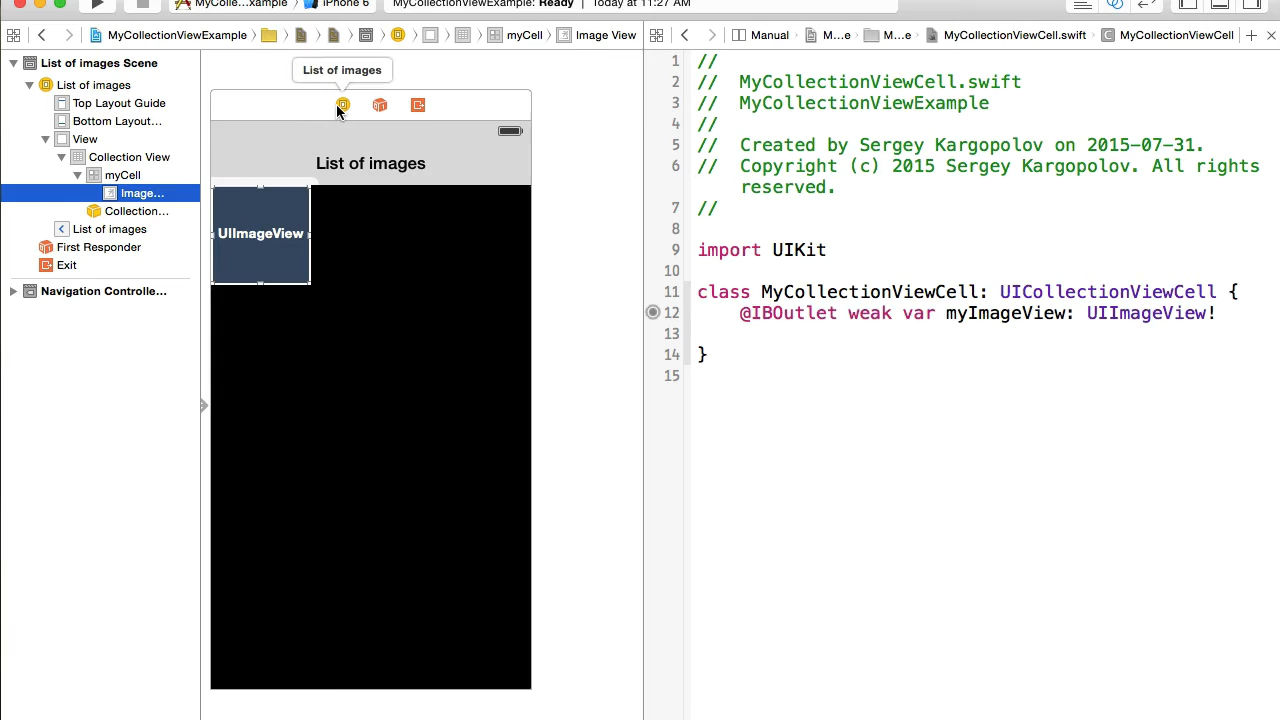 MyColle...xample iPhone 6 MyCollectionViewExample: Ready | Today at 11:27 AM
MyCollectionViewExample myCell Image View
Manual M...e M...e MyCollectionViewCell.swift MyCollectionViewCell
List of images Scene
List of images
Top Layout Guide
Bottom Layout...
View
Collection View
myCell
Image...
Collection...
List of images
First Responder
Exit
Navigation Controlle...
List of images
List of images
UIImageView
1 //
2 // MyCollectionViewCell.swift
3 // MyCollectionViewExample
4 //
5 // Created by Sergey Kargopolov on 2015-07-31.
6 // Copyright (c) 2015 Sergey Kargopolov. All rights
reserved.
7 //
8
9 import UIKit
10
11 class MyCollectionViewCell: UICollectionViewCell {
12 @IBOutlet weak var myImageView: UIImageView!
13
14 }
15